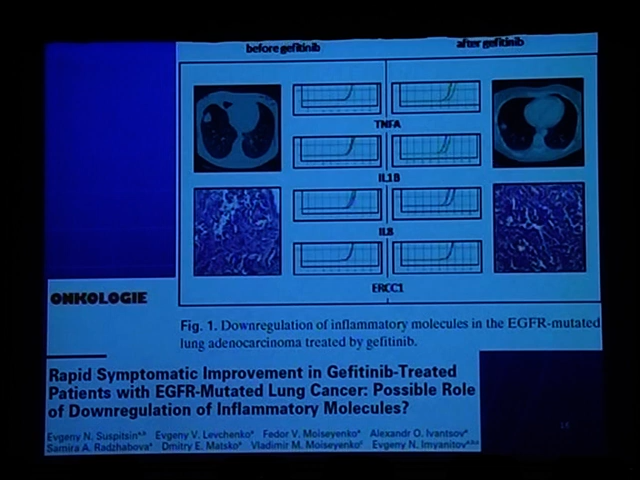 before gefitinib
after gefitinib
TNFA
IL1B
IL8
ERCC1
ONKOLOGIE
Fig. 1. Downregulation of inflammatory molecules in the EGFR-mutated
lung adenocarcinoma treated by gefitinib.
Rapid Symptomatic Improvement in Gefitinib-Treated
Patients with EGFR-Mutated Lung Cancer: Possible Role
of Downregulation of Inflammatory Molecules?
Evgeny N. Suspitsin Evgeny V. Levchenko Fedor V. Moiseyenko Alexandr O. Ivantsov
Samira A. Radzhabova Dmitry E. Matsko Vladimir M. Moiseyenko Evgeny N. Imyanitov